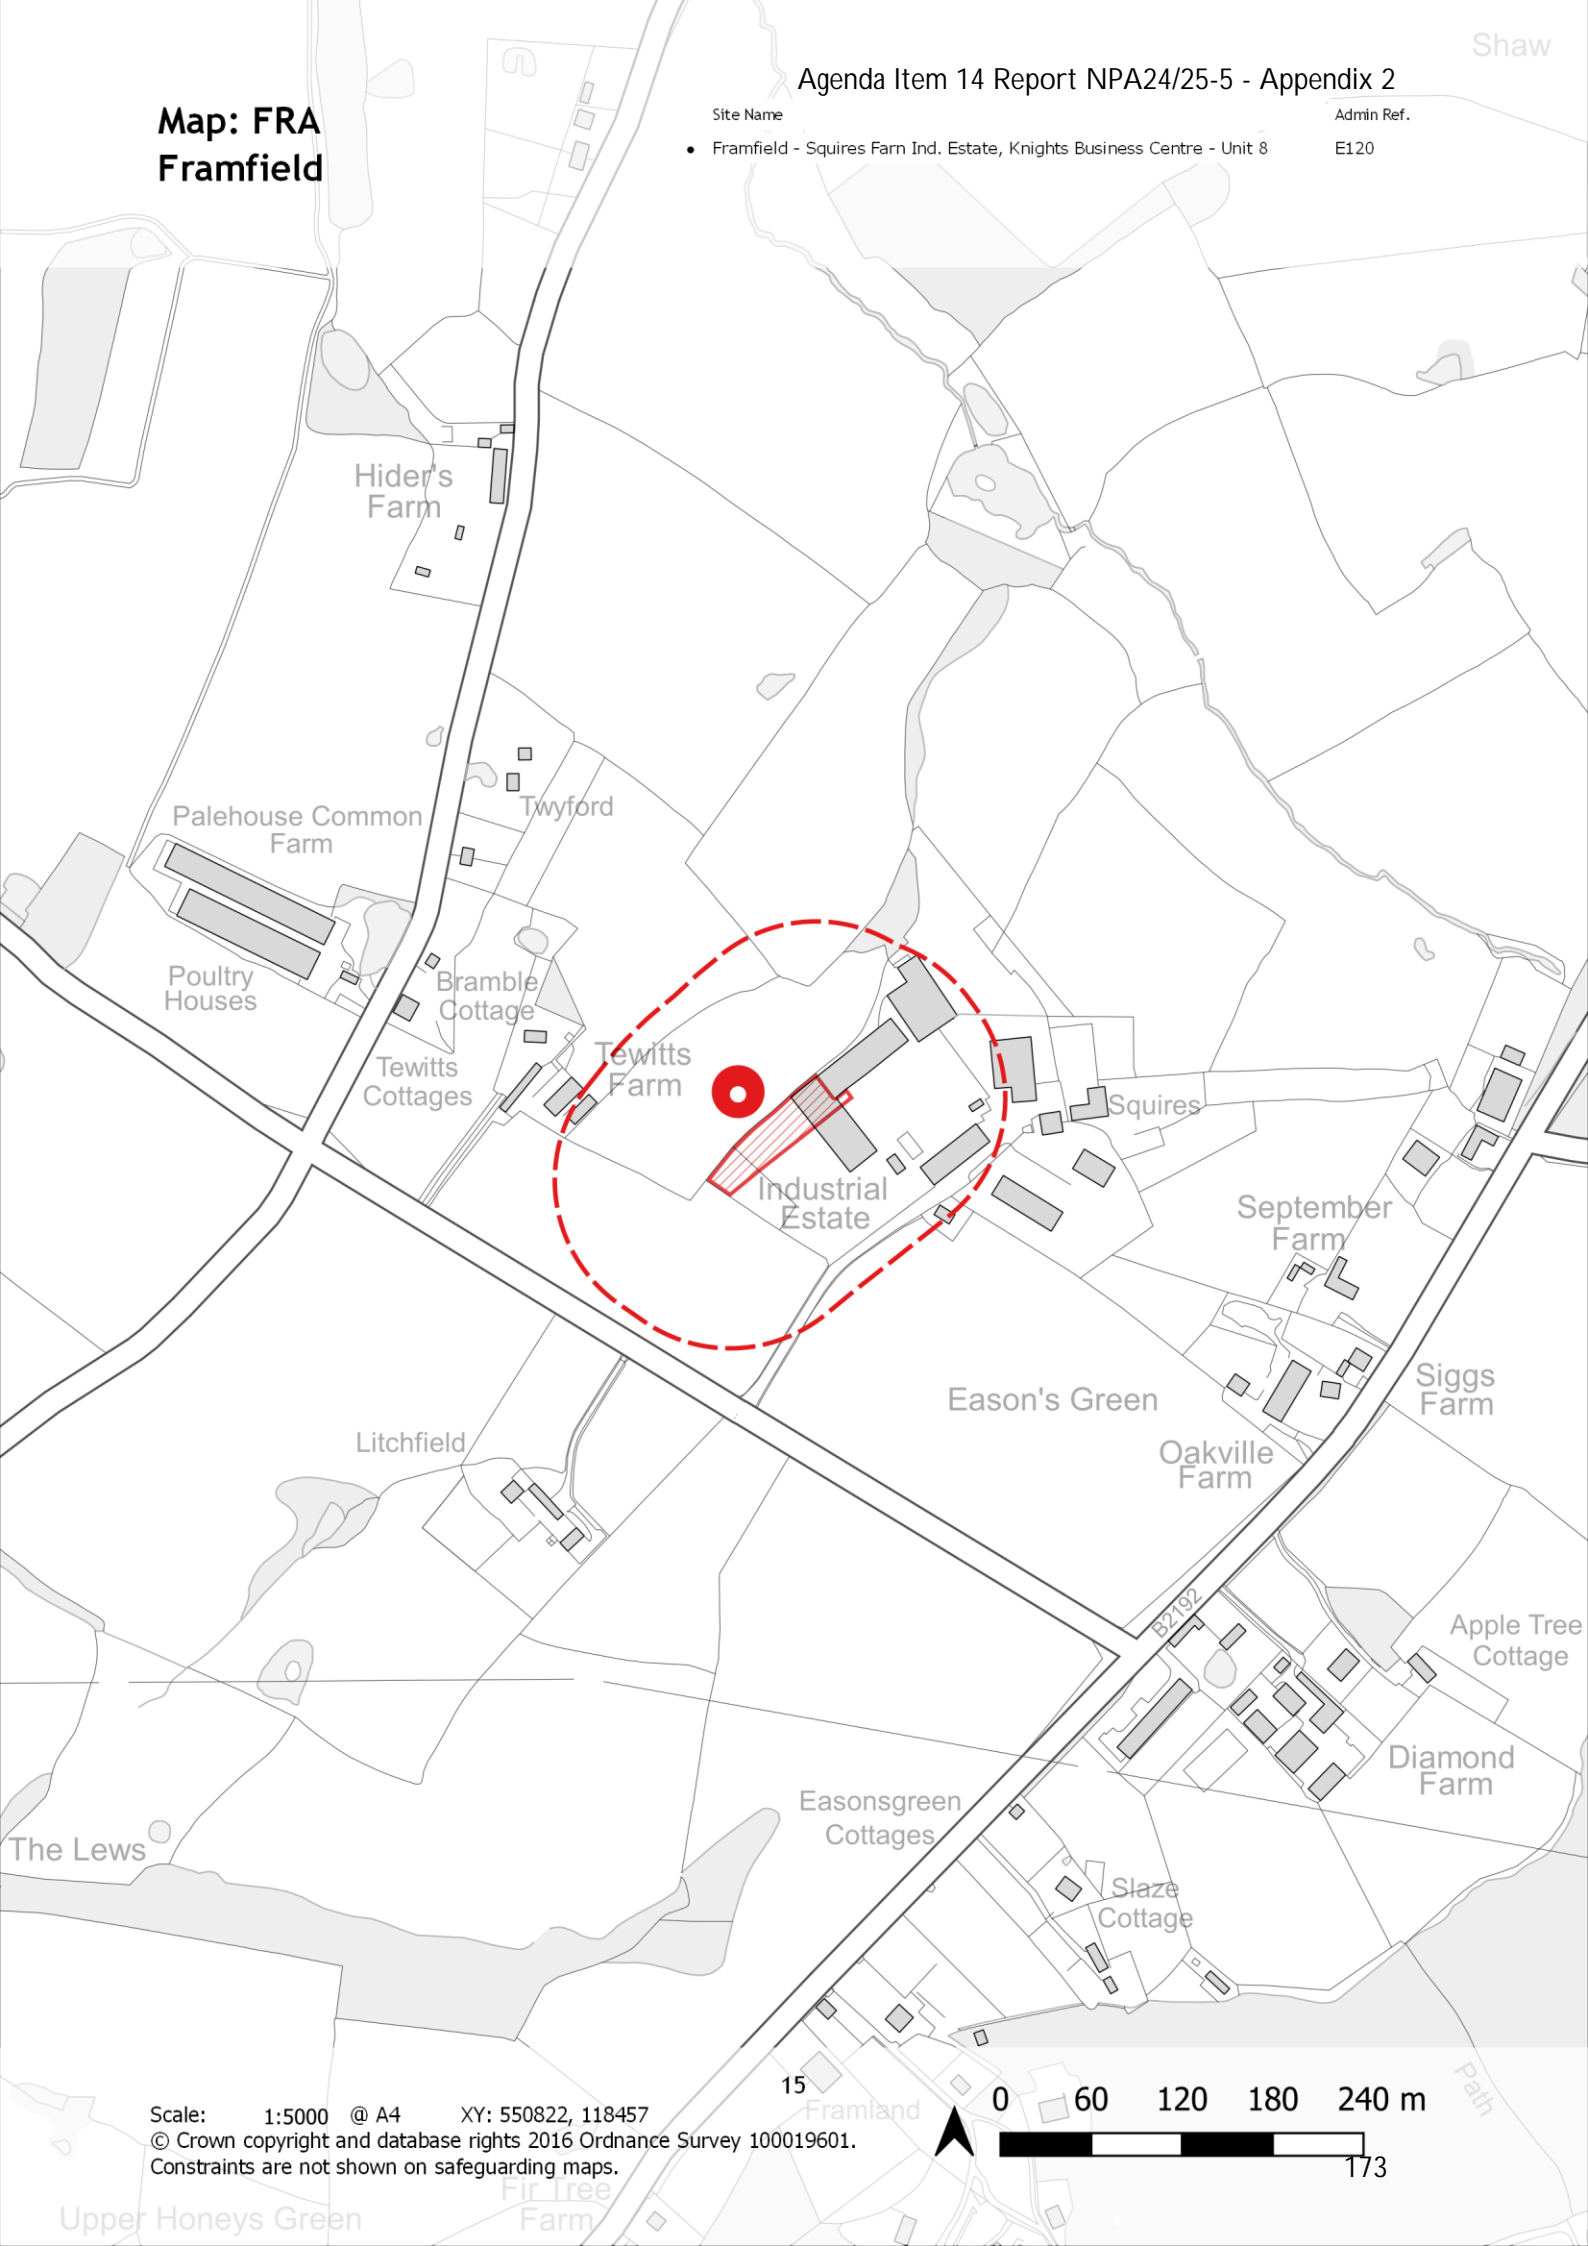 Shaw
Agenda Item 14 Report NPA24/25-5 - Appendix 2
Map: FRA
Framfield
Site Name Admin Ref.
• Framfield - Squires Farn Ind. Estate, Knights Business Centre - Unit 8 E120
Hider's
Farm
Twyford
Palehouse Common
Farm
Poultry
Houses
Bramble
Cottage
Tewitts
Cottages
Tewitts
Farm
Squires
Industrial
Estate
September
Farm
Eason's Green
Siggs
Farm
Litchfield
Oakville
Farm
B2192
Apple Tree
Cottage
Diamond
Farm
Easonsgreen
Cottages
The Lews
Slaze
Cottage
Path
15
Framland
0 60 120 180 240 m
Scale: 1:5000 @ A4 XY: 550822, 118457
© Crown copyright and database rights 2016 Ordnance Survey 100019601.
Constraints are not shown on safeguarding maps.
173
Fir Tree
Farm
Upper Honeys Green